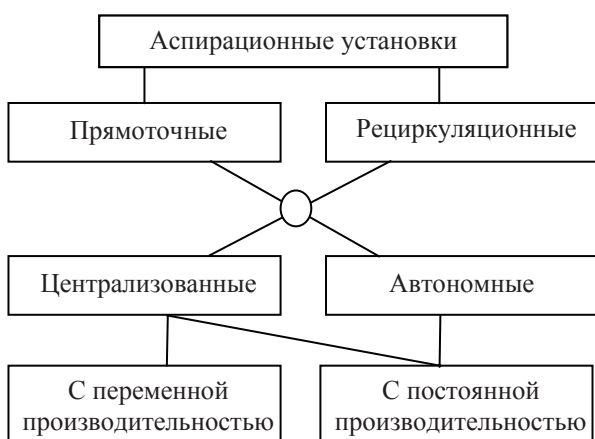 Аспирационные установки
Прямоточные
Рециркуляционные
Централизованные
Автономные
С переменной
производительностью
С постоянной
производительностью